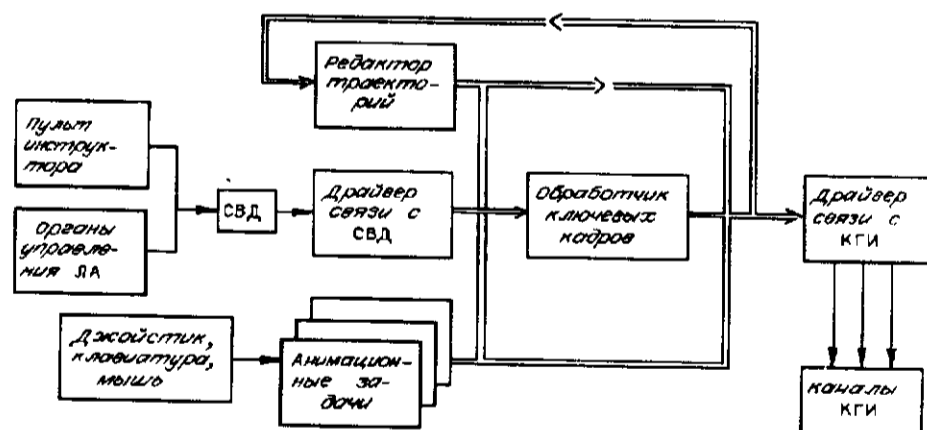 Редактор
траекто-
рий
Пульт
инструк-
тора
СВД
Драйвер
связи с
СВД
Обработчик
ключевых
кадров
Драйвер
связи с
КГИ
Органы
управле-
ния ЛА
Джойстик,
клавиатура,
мышь
Анимацион-
ные за-
дачи
каналы
КГИ